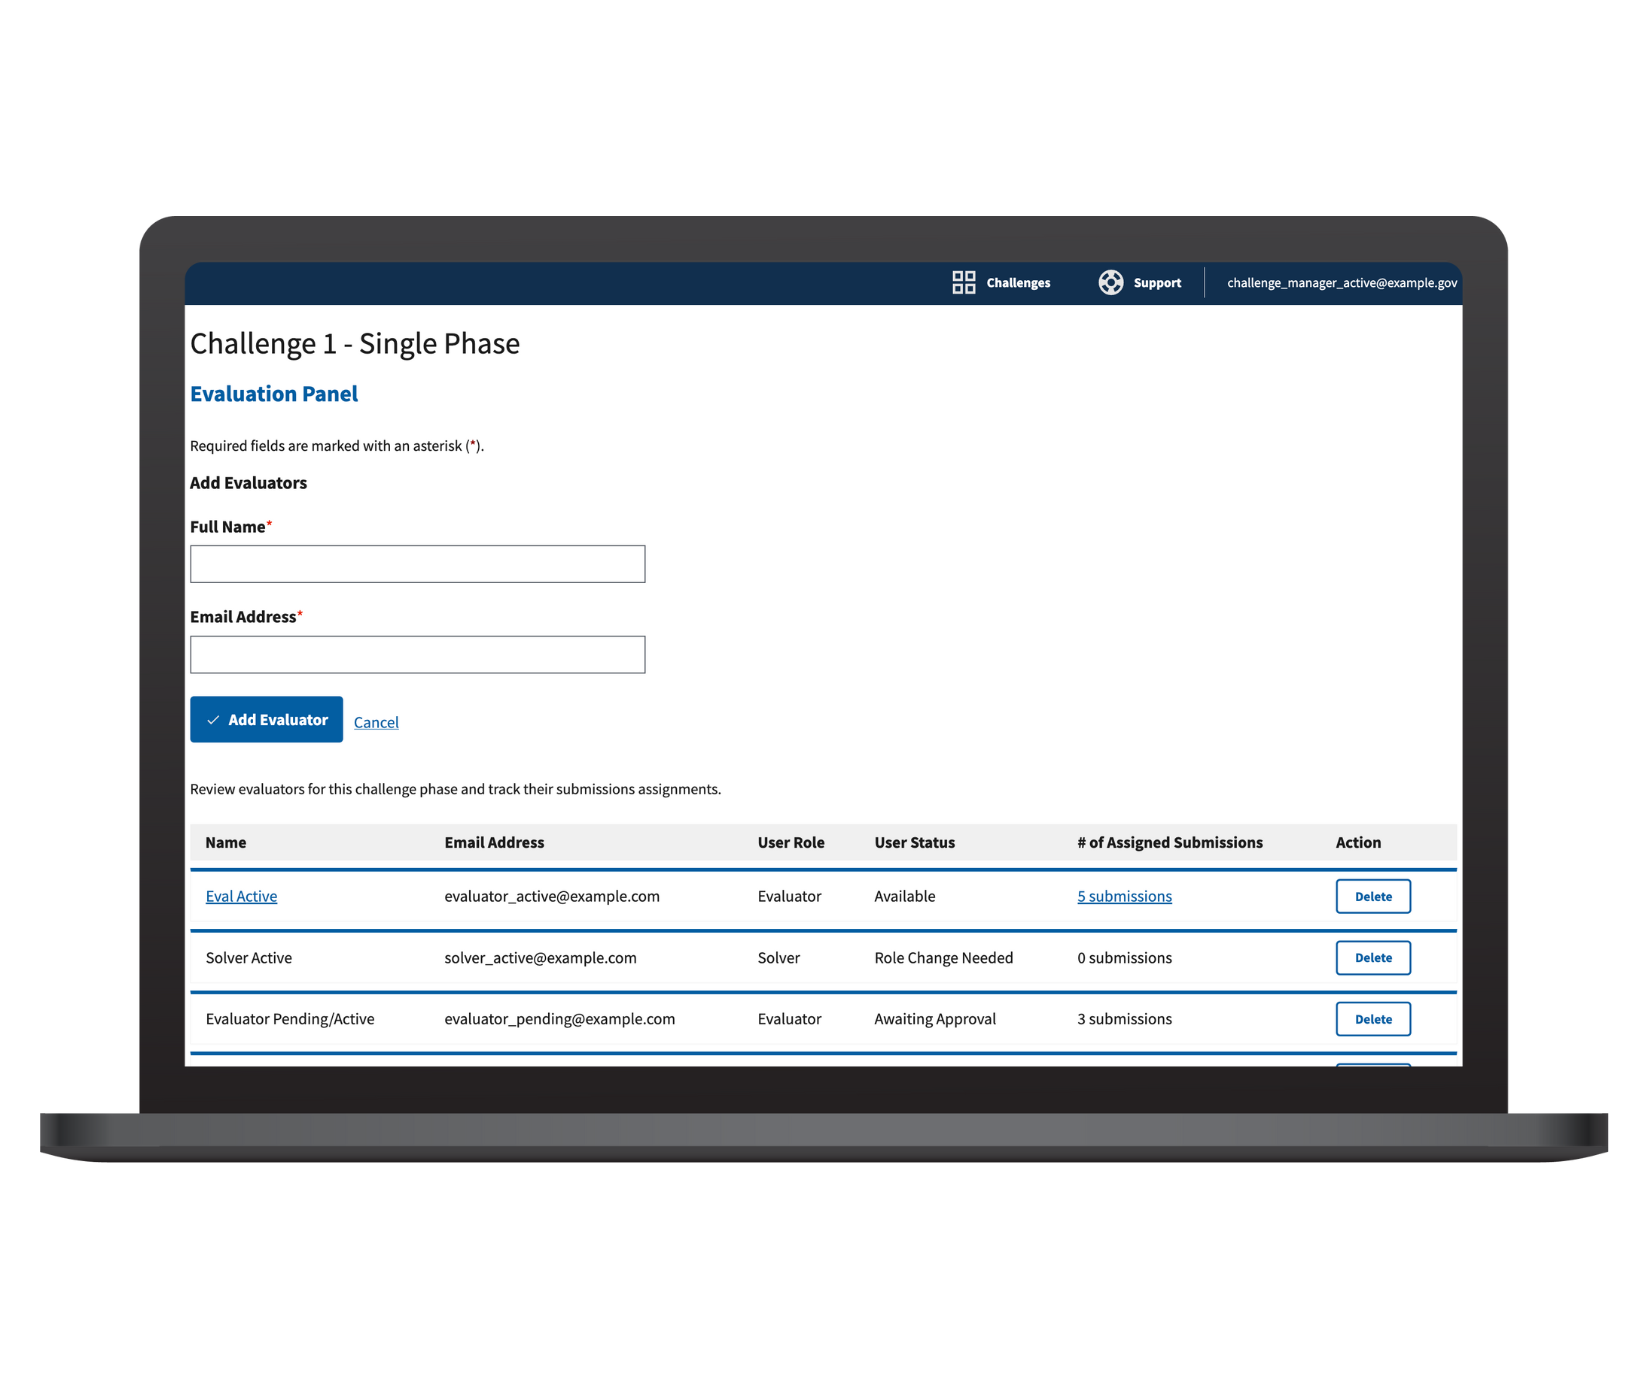 Challenges Support challenge_manager_active@example.gov
Challenge 1 - Single Phase
Evaluation Panel
Required fields are marked with an asterisk (*).
Add Evaluators
Full Name*
Email Address*
Add Evaluator Cancel
Review evaluators for this challenge phase and track their submissions assignments.
Name Email Address User Role User Status # of Assigned Submissions Action
Eval Active evaluator_active@example.com Evaluator Available 5 submissions Delete
Solver Active solver_active@example.com Solver Role Change Needed 0 submissions Delete
Evaluator Pending/Active evaluator_pending@example.com Evaluator Awaiting Approval 3 submissions Delete